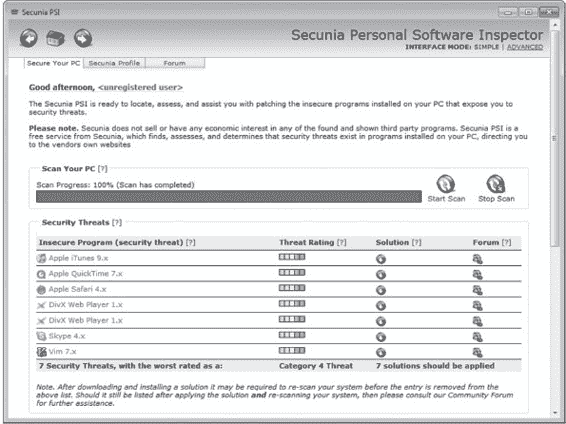 Secunia PSI
Secunia Personal Software Inspector
INTERFACE MODE: SIMPLE | ADVANCED
Secure Your PC Secunia Profile Forum
Good afternoon, <unregistered user>
The Secunia PSI is ready to locate, assess, and assist you with patching the insecure programs installed on your PC that expose you to
security threats.
Please note. Secunia does not sell or have any economic interest in any of the found and shown third party programs. Secunia PSI is a
free service from Secunia, which finds, assesses, and determines that security threats exist in programs installed on your PC, directing you
to the vendors own websites
Scan Your PC [?]
Scan Progress: 100% (Scan has completed)
Start Scan Stop Scan
Security Threats [?]
Insecure Program (security threat) [?] Threat Rating [?] Solution [?] Forum [?]
Apple iTunes 9.x
Apple QuickTime 7.x
Apple Safari 4.x
DivX Web Player 1.x
DivX Web Player 1.x
Skype 4.x
Vim 7.x
7 Security Threats, with the worst rated as a: Category 4 Threat 7 solutions should be applied
Note. After downloading and installing a solution it may be required to re-scan your system before the entry is removed from the
above list. Should it still be listed after applying the solution and re-scanning your system, then please consult our Community Forum
for further assistance.